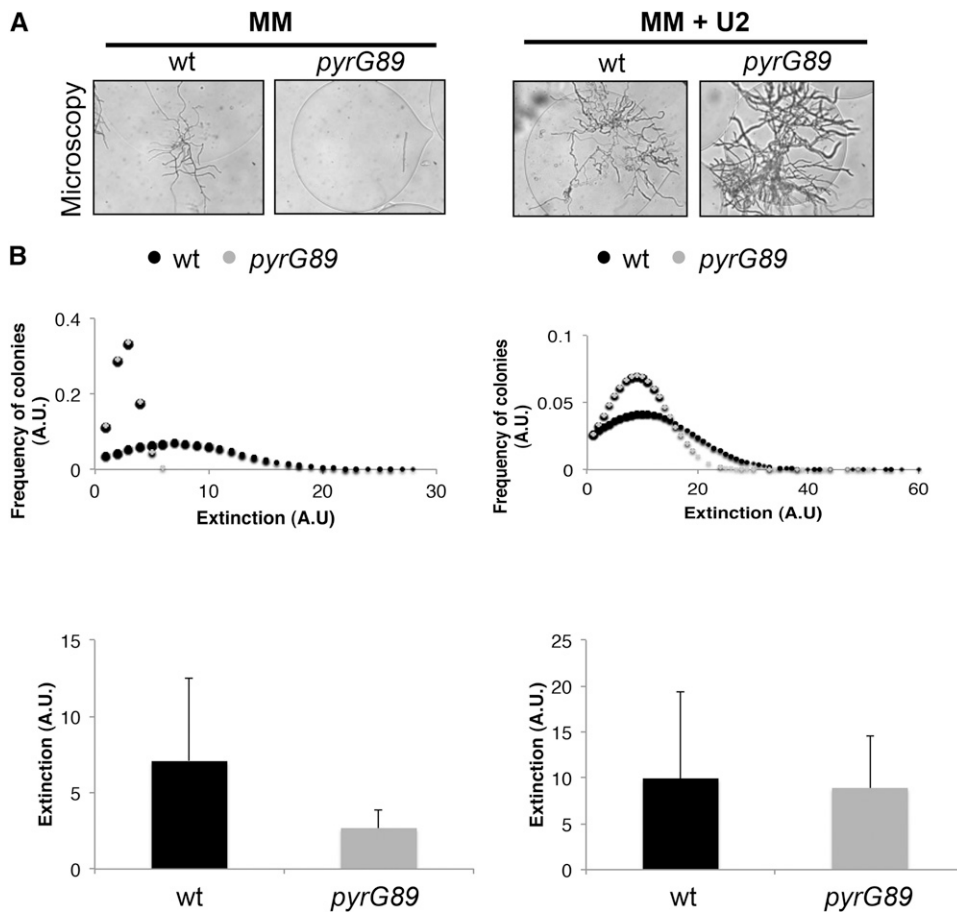 A
MM
MM + U2
wt
pyrG89
wt
pyrG89
Microscopy
B
wt
pyrG89
wt
pyrG89
Frequency of colonies
(A.U.)
0.4
0.2
0
0
10
20
30
Extinction (A.U)
Frequency of colonies
(A.U.)
0.1
0.05
0
0
20
40
60
Extinction (A.U)
Extinction (A.U.)
15
10
5
0
wt
pyrG89
Extinction (A.U.)
25
20
15
10
5
0
wt
pyrG89